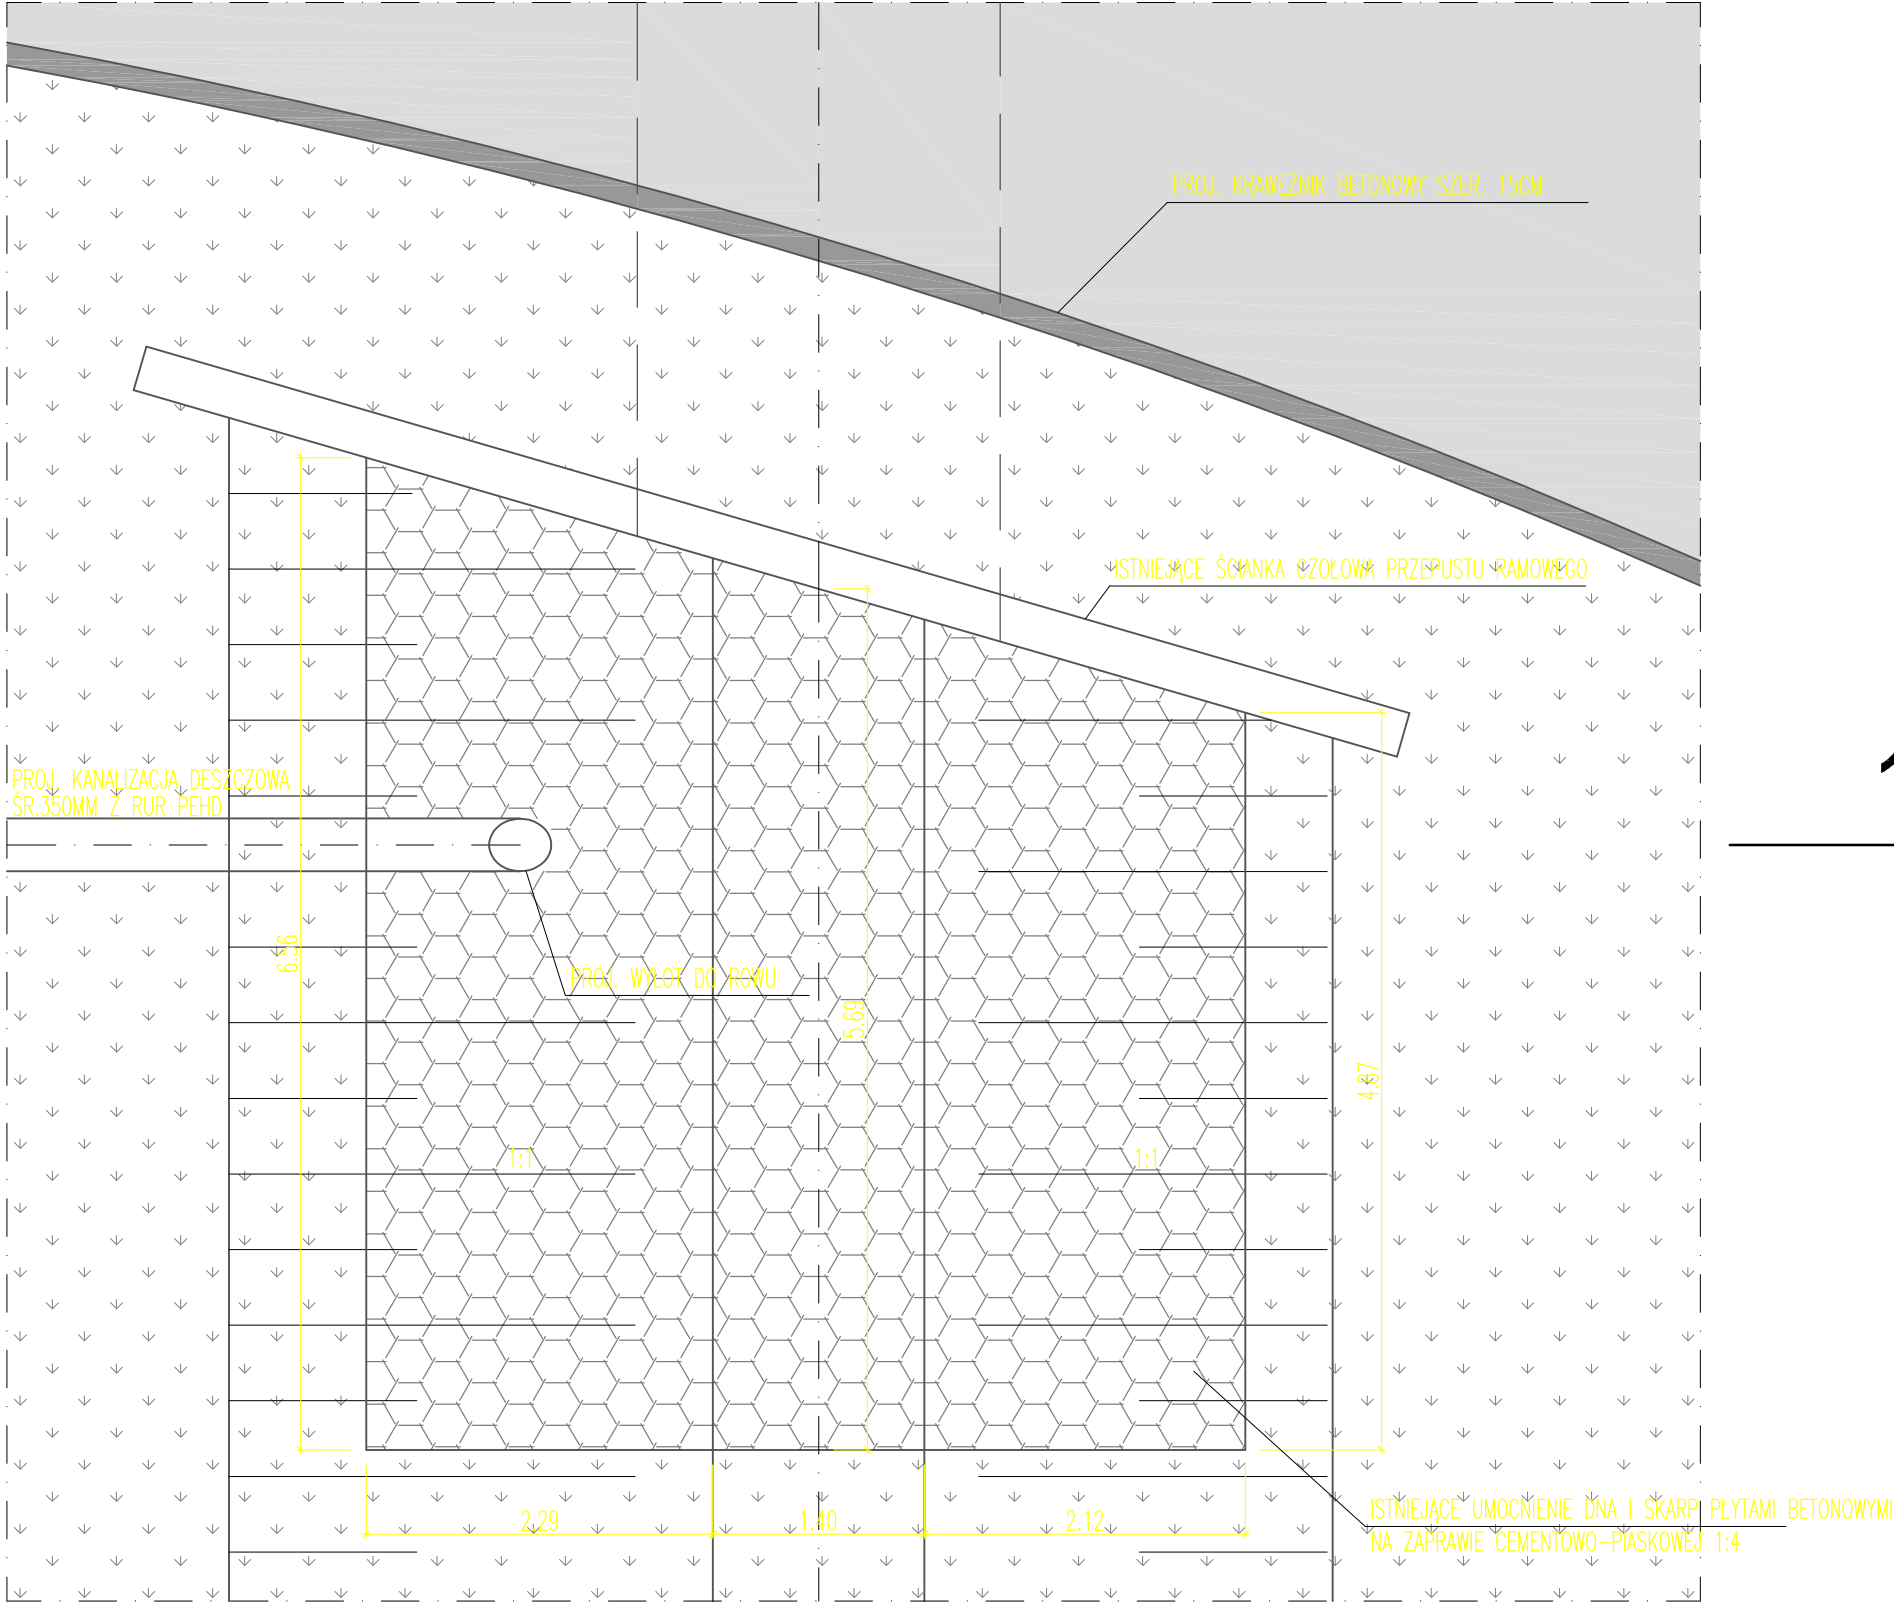 PROJ. KRAWĘŻNIK BETONOWY SZER. 15CM
ISTNIEJĄCE ŚCIANKA CZOŁOWA PRZEPUSTU RAMOWEGO
PROJ. KANALIZACJA DESZCZOWA
ŚR.350MM Z RUR PEHD
6.56
PROJ. WYLOT DO ROWU
5.69
4.87
1:1
1:1
2.29
1.40
2.12
ISTNIEJĄCE UMOCNIENIE DNA I SKARP PŁYTAMI BETONOWYMI
NA ZAPRAWIE CEMENTOWO-PIASKOWEJ 1:4